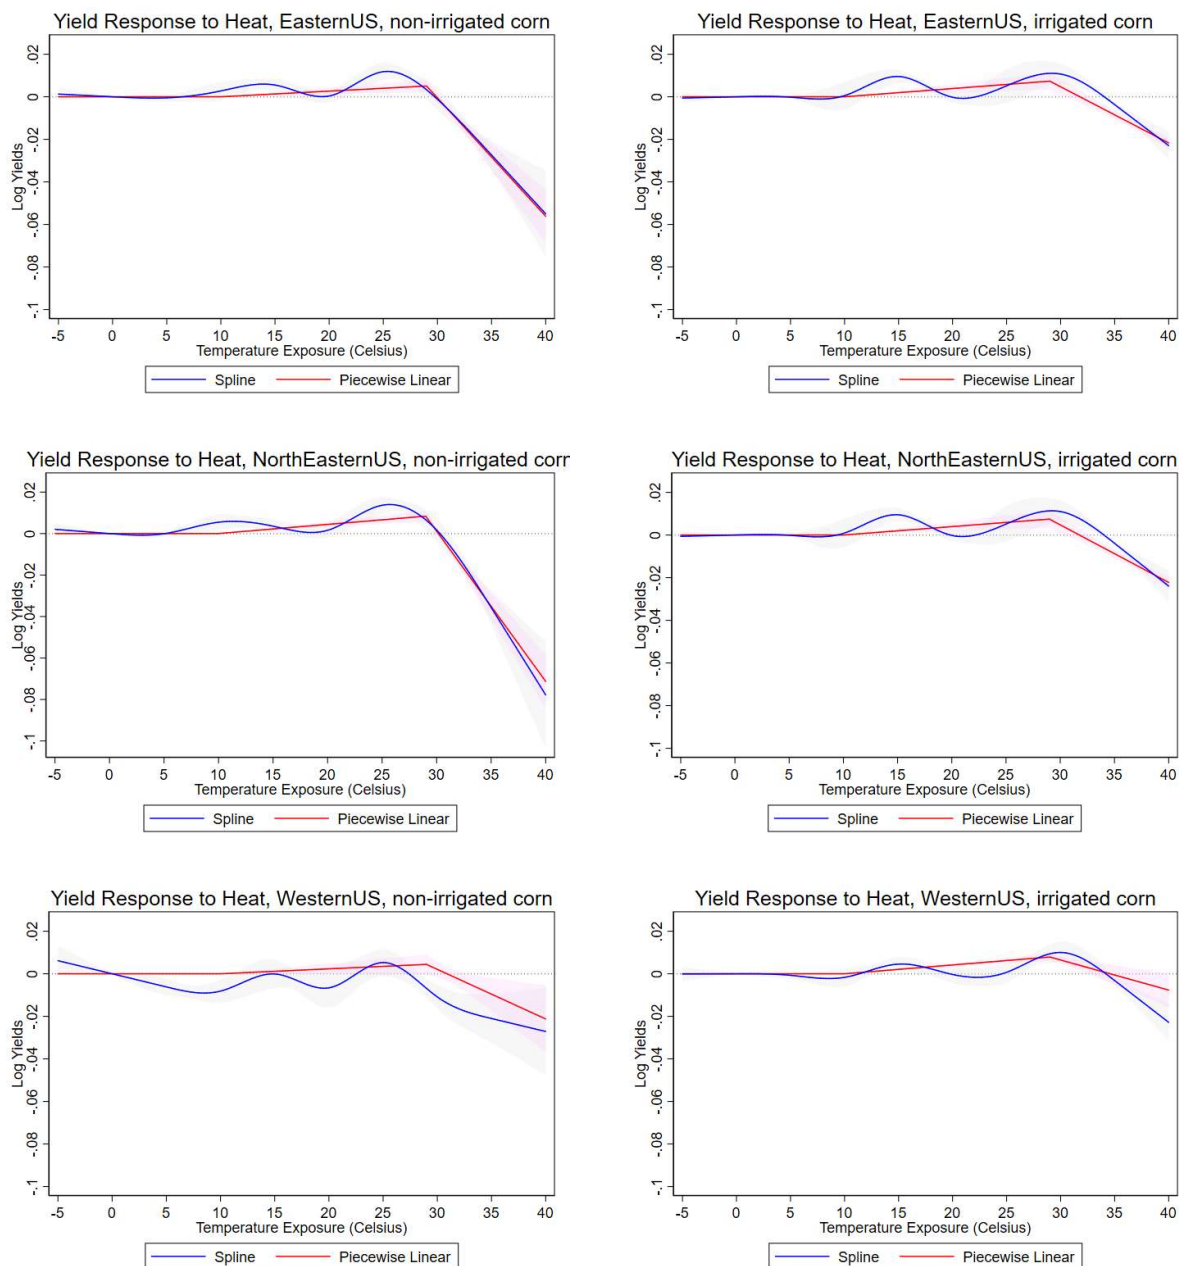 Yield Response to Heat, EasternUS, non-irrigated corn
.02
0
-.02
-.04
-.06
-.08
-.1
Log Yields
-5 0 5 10 15 20 25 30 35 40
Temperature Exposure (Celsius)
Spline Piecewise Linear
Yield Response to Heat, EasternUS, irrigated corn
.02
0
-.02
-.04
-.06
-.08
-.1
Log Yields
-5 0 5 10 15 20 25 30 35 40
Temperature Exposure (Celsius)
Spline Piecewise Linear
Yield Response to Heat, NorthEasternUS, non-irrigated corn
.02
0
-.02
-.04
-.06
-.08
-.1
Log Yields
-5 0 5 10 15 20 25 30 35 40
Temperature Exposure (Celsius)
Spline Piecewise Linear
Yield Response to Heat, NorthEasternUS, irrigated corn
.02
0
-.02
-.04
-.06
-.08
-.1
Log Yields
-5 0 5 10 15 20 25 30 35 40
Temperature Exposure (Celsius)
Spline Piecewise Linear
Yield Response to Heat, WesternUS, non-irrigated corn
.02
0
-.02
-.04
-.06
-.08
-.1
Log Yields
-5 0 5 10 15 20 25 30 35 40
Temperature Exposure (Celsius)
Spline Piecewise Linear
Yield Response to Heat, WesternUS, irrigated corn
.02
0
-.02
-.04
-.06
-.08
-.1
Log Yields
-5 0 5 10 15 20 25 30 35 40
Temperature Exposure (Celsius)
Spline Piecewise Linear